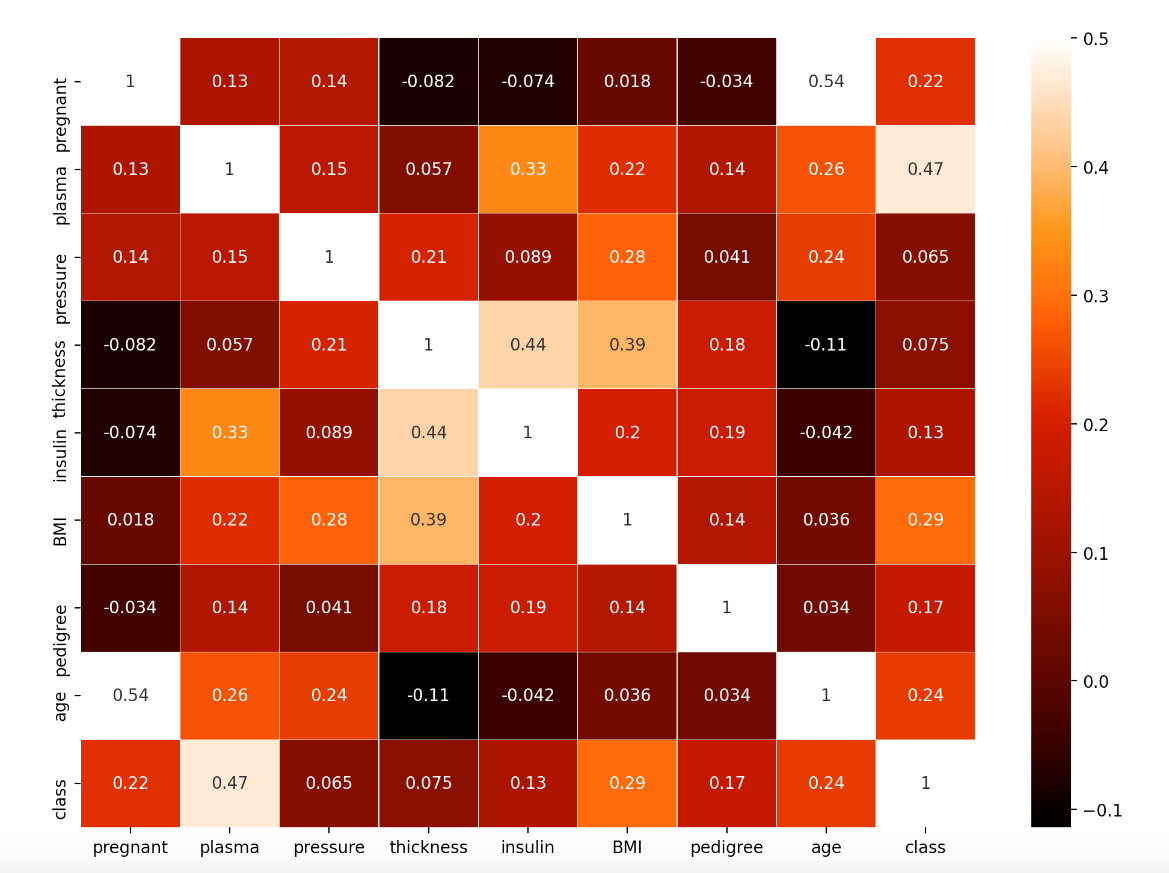 pregnant 1 0.13 0.14 -0.082 -0.074 0.018 -0.034 0.54 0.22
plasma 0.13 1 0.15 0.057 0.33 0.22 0.14 0.26 0.47
pressure 0.14 0.15 1 0.21 0.089 0.28 0.041 0.24 0.065
thickness -0.082 0.057 0.21 1 0.44 0.39 0.18 -0.11 0.075
insulin -0.074 0.33 0.089 0.44 1 0.2 0.19 -0.042 0.13
BMI 0.018 0.22 0.28 0.39 0.2 1 0.14 0.036 0.29
pedigree -0.034 0.14 0.041 0.18 0.19 0.14 1 0.034 0.17
age 0.54 0.26 0.24 -0.11 -0.042 0.036 0.034 1 0.24
class 0.22 0.47 0.065 0.075 0.13 0.29 0.17 0.24 1
pregnant plasma pressure thickness insulin BMI pedigree age class
0.5
0.4
0.3
0.2
0.1
0.0
−0.1